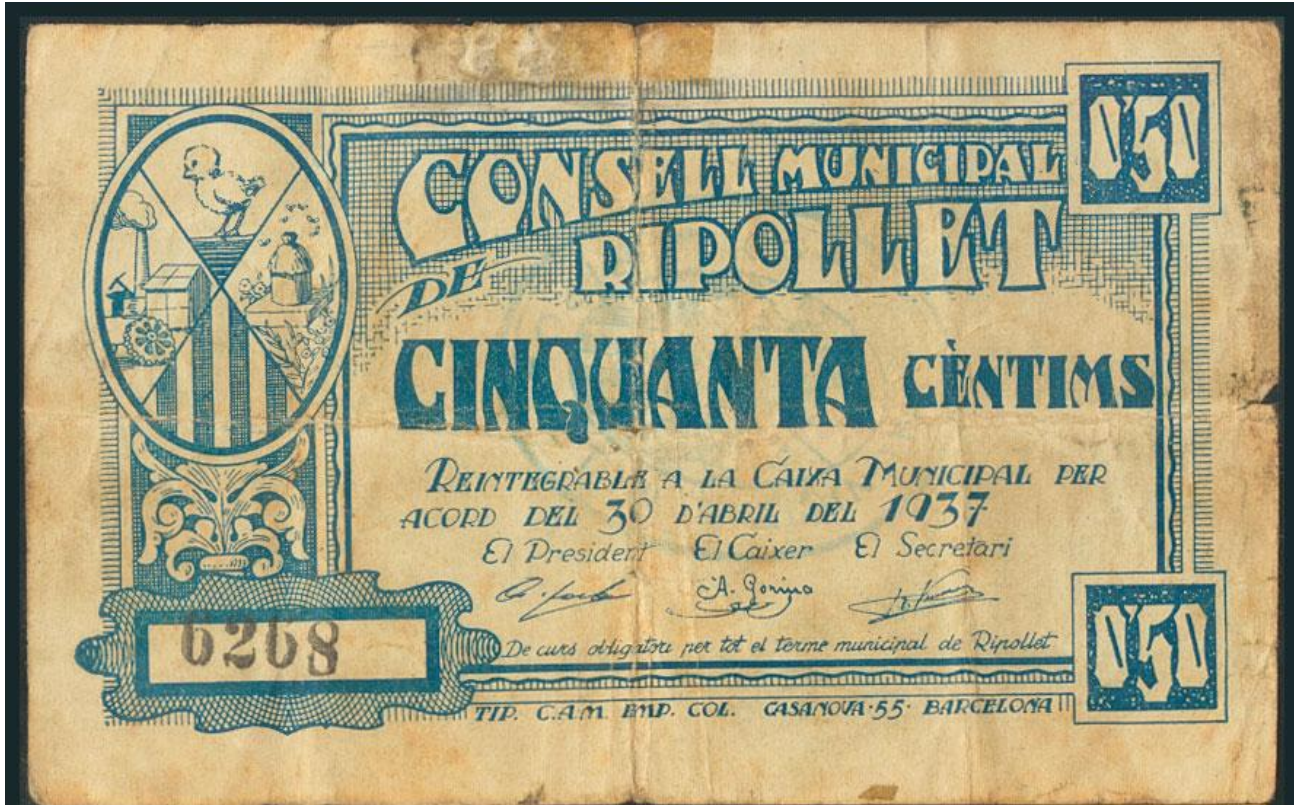 0'50
CONSELL MUNICIPAL
DE RIPOLLET
CINQUANTA CÈNTIMS
REINTEGRABLE A LA CAIXA MUNICIPAL PER
ACORD DEL 30 D'ABRIL DEL 1937
El President El Caixer El Secretari
A.
6268
De curs obligatori per tot el terme municipal de Ripollet
0'50
TIP. C.A.M. EMP. COL. CASANOVA·55· BARCELONA